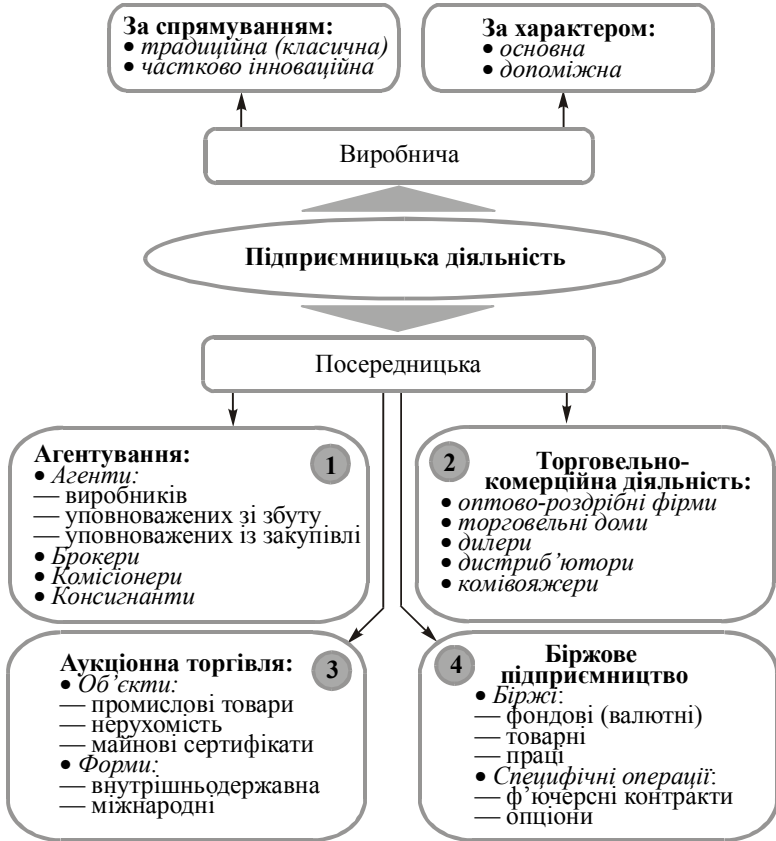 За спрямуванням:
• традиційна (класична)
• частково інноваційна
За характером:
• основна
• допоміжна
Виробнича
Підприємницька діяльність
Посередницька
1
Агентування:
• Агенти:
— виробників
— уповноважених зі збуту
— уповноважених із закупівлі
• Брокери
• Комісіонери
• Консигнанти
2
Торговельно-
комерційна діяльність:
• оптово-роздрібні фірми
• торговельні доми
• дилери
• дистриб’ютори
• комівояжери
3
Аукціонна торгівля:
• Об’єкти:
— промислові товари
— нерухомість
— майнові сертифікати
• Форми:
— внутрішньодержавна
— міжнародні
4
Біржове
підприємництво
• Біржі:
— фондові (валютні)
— товарні
— праці
• Специфічні операції:
— ф’ючерсні контракти
— опціони